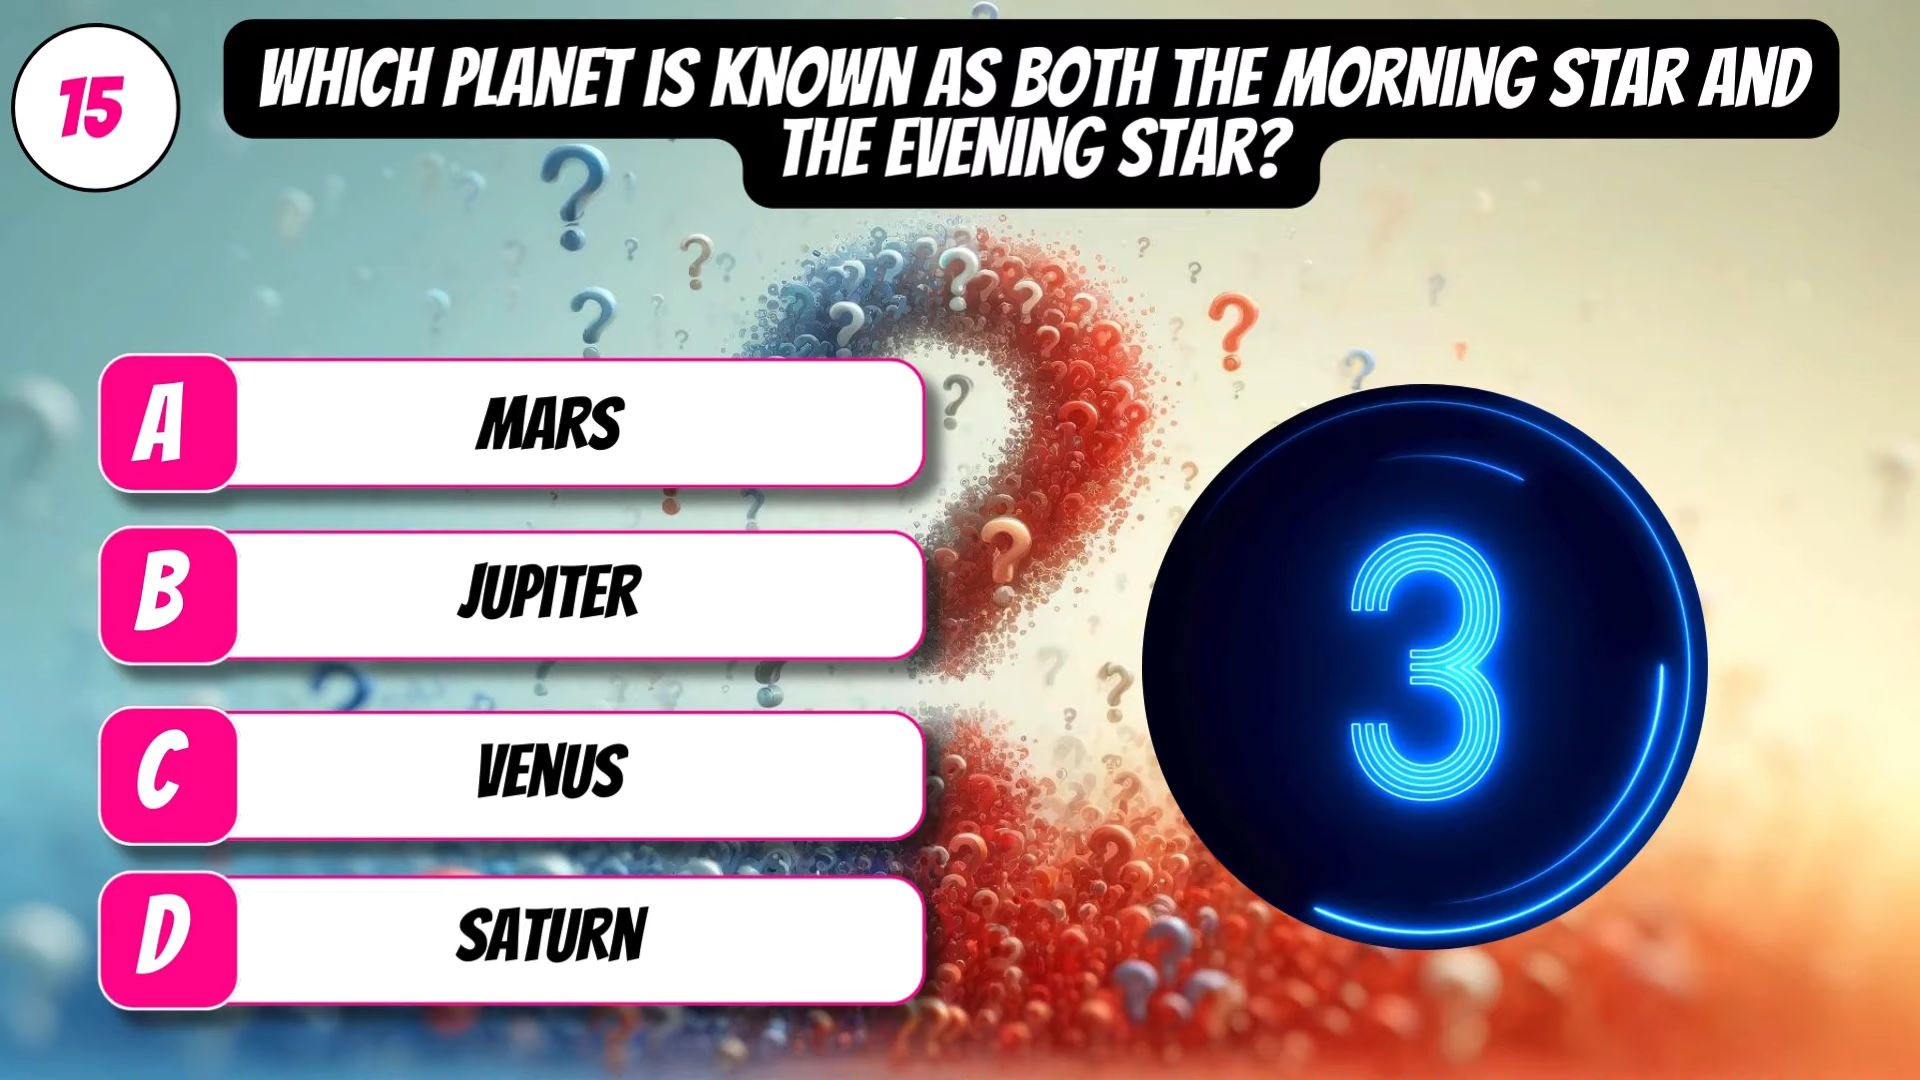 15
WHICH PLANET IS KNOWN AS BOTH THE MORNING STAR AND
THE EVENING STAR?
A MARS
B JUPITER
C VENUS
D SATURN
3